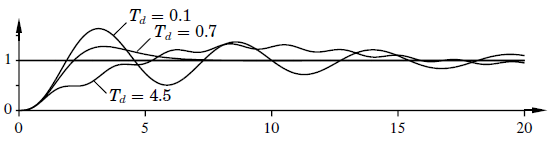 T_d = 0.1
T_d = 0.7
1
T_d = 4.5
0
0 5 10 15 20